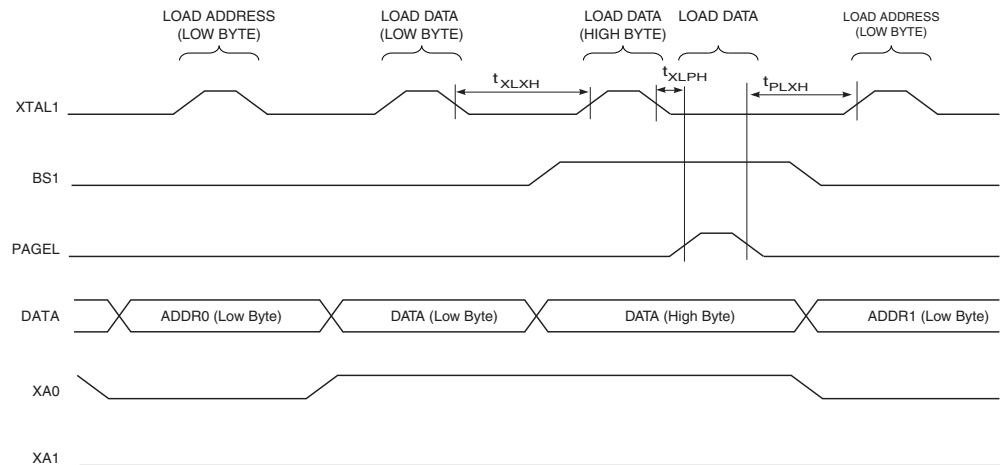 LOAD ADDRESS
(LOW BYTE)
LOAD DATA
(LOW BYTE)
LOAD DATA
(HIGH BYTE)
LOAD DATA
LOAD ADDRESS
(LOW BYTE)
tXLXH
tXLPH
tPLXH
XTAL1
BS1
PAGEL
DATA
ADDR0 (Low Byte)
DATA (Low Byte)
DATA (High Byte)
ADDR1 (Low Byte)
XA0
XA1